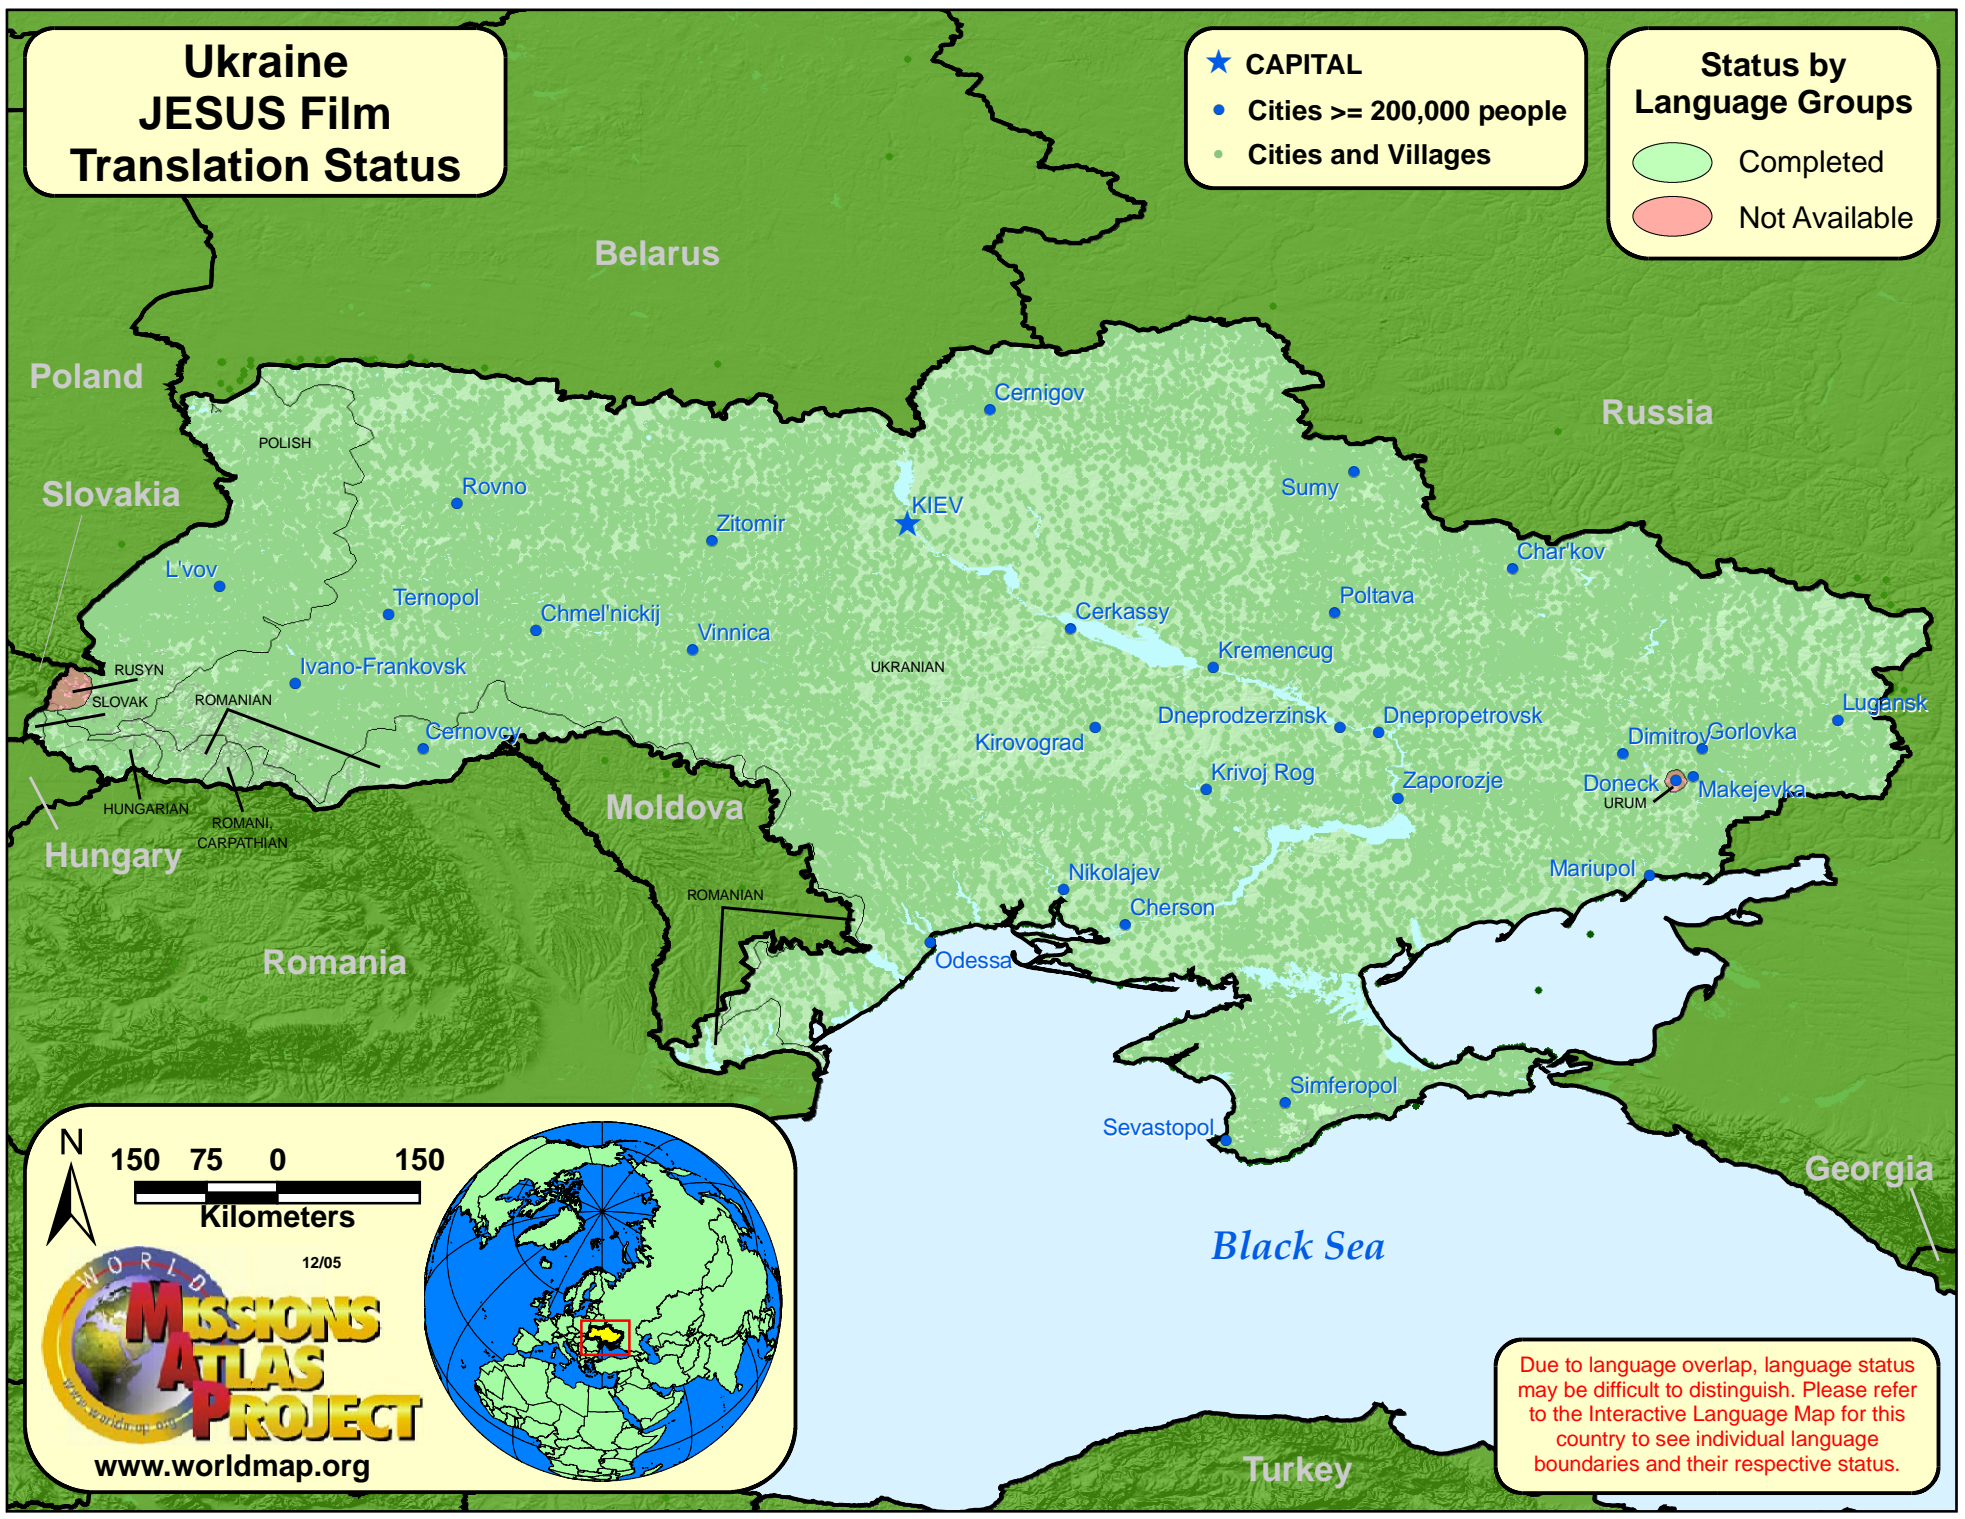 Ukraine
JESUS Film
Translation Status
CAPITAL
Cities >= 200,000 people
Cities and Villages
Status by
Language Groups
Completed
Not Available
Belarus
Poland
Russia
Slovakia
Cernigov
POLISH
Rovno
Sumy
KIEV
Zitomir
Char'kov
L'vov
Ternopol
Chmel'nickij
Vinnica
Cerkassy
Poltava
Kremencug
UKRANIAN
RUSYN
Ivano-Frankovsk
SLOVAK
ROMANIAN
Cernovcy
Kirovograd
Dneprodzerzinsk
Dnepropetrovsk
Lugansk
Dimitrov
Gorlovka
Krivoj Rog
Zaporozje
Doneck
Makejevka
URUM
HUNGARIAN
ROMANI,
CARPATHIAN
Moldova
Hungary
Mariupol
Nikolajev
Cherson
ROMANIAN
Odessa
Romania
Simferopol
Sevastopol
Georgia
Black Sea
Turkey
N
150 75 0 150
Kilometers
12/05
WORLD
MISSIONS
ATLAS
PROJECT
www.worldmap.org
www.worldmap.org
Due to language overlap, language status
may be difficult to distinguish. Please refer
to the Interactive Language Map for this
country to see individual language
boundaries and their respective status.